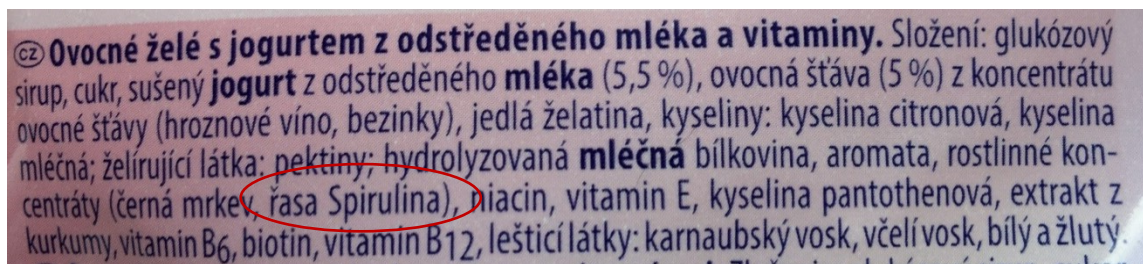 CZ Ovocné želé s jogurtem z odstředěného mléka a vitaminy. Složení: glukózový
sirup, cukr, sušený jogurt z odstředěného mléka (5,5 %), ovocná šťáva (5 %) z koncentrátu
ovocné šťávy (hroznové víno, bezinky), jedlá želatina, kyseliny: kyselina citronová, kyselina
mléčná; želírující látka: pektiny; hydrolyzovaná mléčná bílkovina, aromata, rostlinné kon-
centráty (černá mrkev, řasa Spirulina), niacin, vitamin E, kyselina pantothenová, extrakt z
kurkumy, vitamin B6, biotin, vitamin B12, lešticí látky: karnaubský vosk, včelí vosk, bílý a žlutý.